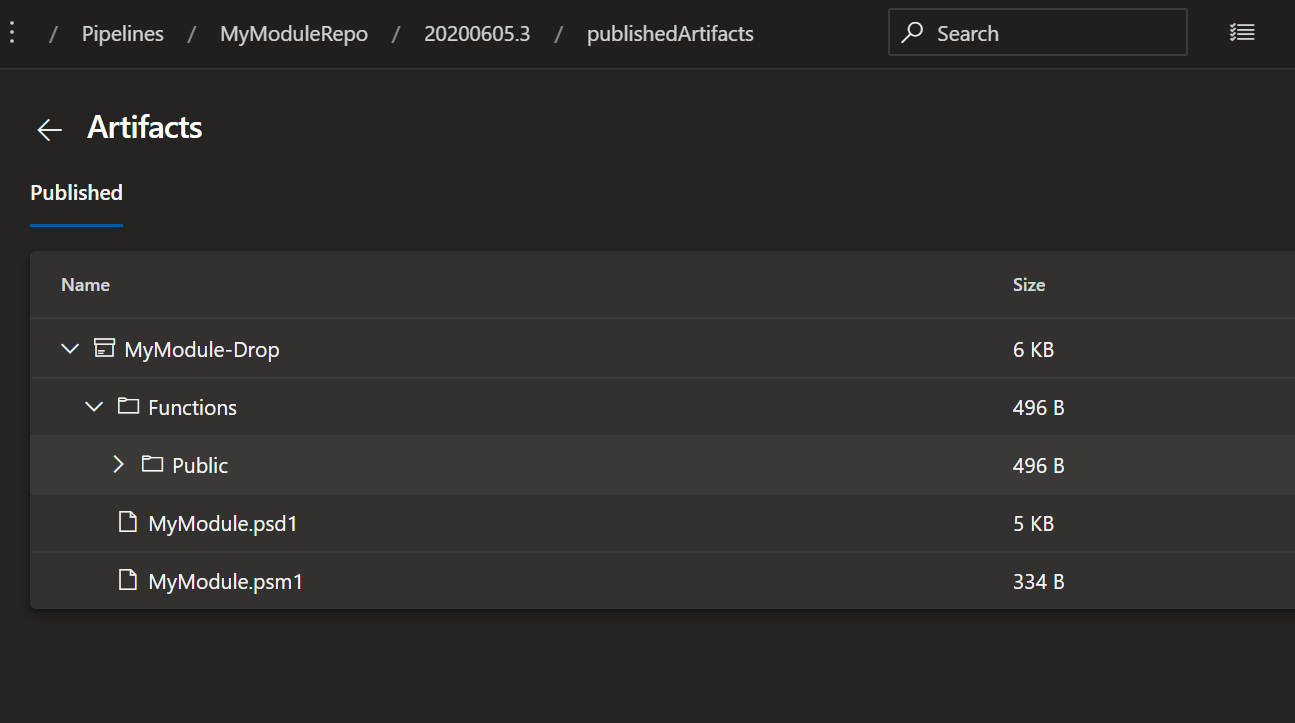 / Pipelines / MyModuleRepo / 20200605.3 / publishedArtifacts Search
Artifacts
Published
Name Size
MyModule-Drop 6 KB
Functions 496 B
Public 496 B
MyModule.psd1 5 KB
MyModule.psm1 334 B